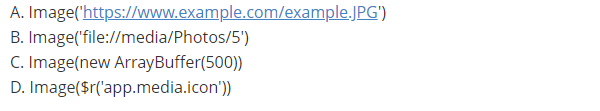 A. Image('https://www.example.com/example.JPG')
B. Image('file://media/Photos/5')
C. Image(new ArrayBuffer(500))
D. Image($r('app.media.icon'))